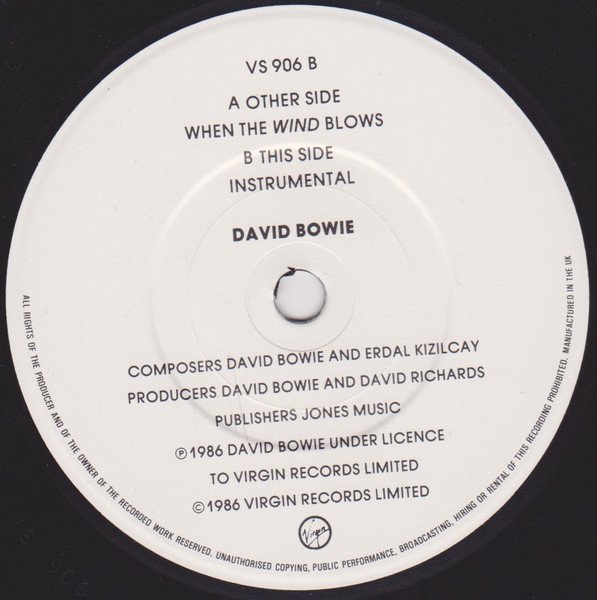 VS 906 B
A OTHER SIDE
WHEN THE WIND BLOWS
B THIS SIDE
INSTRUMENTAL
DAVID BOWIE
COMPOSERS DAVID BOWIE AND ERDAL KIZILCAY
PRODUCERS DAVID BOWIE AND DAVID RICHARDS
PUBLISHERS JONES MUSIC
℗ 1986 DAVID BOWIE UNDER LICENCE
TO VIRGIN RECORDS LIMITED
© 1986 VIRGIN RECORDS LIMITED
Virgin
ALL RIGHTS OF THE PRODUCER AND OF THE OWNER OF THE RECORDED WORK RESERVED. UNAUTHORISED COPYING, PUBLIC PERFORMANCE, BROADCASTING, HIRING OR RENTAL OF THIS RECORDING PROHIBITED. MANUFACTURED IN THE UK